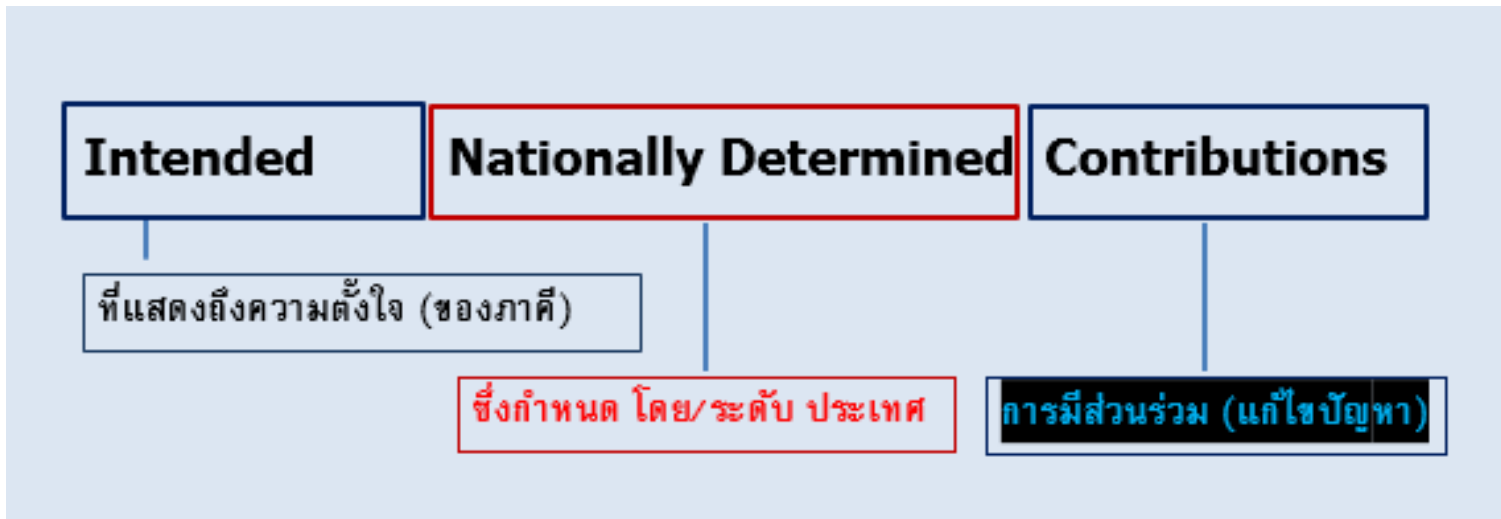 Intended Nationally Determined Contributions
ที่แสดงถึงความตั้งใจ (ของภาคี)
ซึ่งกำหนด โดย/ระดับ ประเทศ
การมีส่วนร่วม (แก้ไขปัญหา)